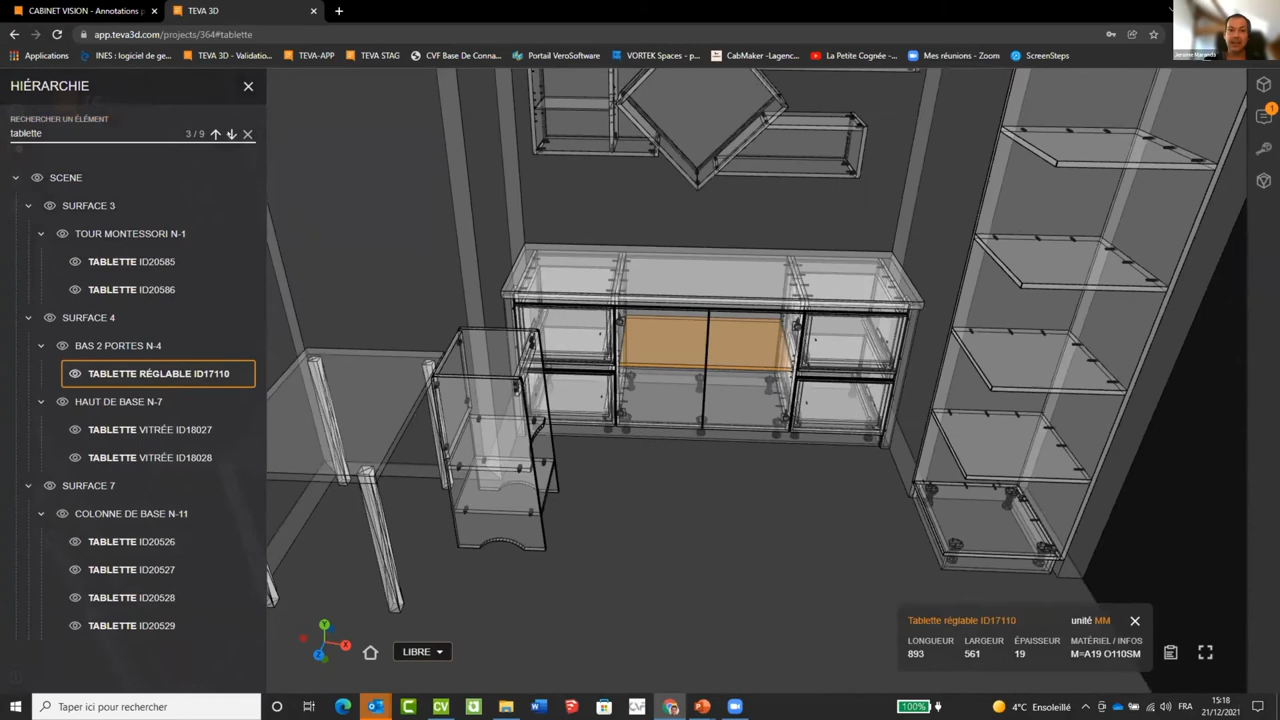 CABINET VISION — Annotations p
TEVA 3D
app.teva3d.com/projects/364#tablette
Applications
INES: logiciel de ge...
TEVA 3D - Validatio...
TEVA-APP
TEVA STAG
CVF Base De Conna...
Portail VeroSoftware
VORTEK Spaces - p...
CabMaker -Lagenc...
La Petite Cognée -...
Mes réunions - Zoom
ScreenSteps
HIÉRARCHIE
RECHERCHER UN ÉLÉMENT
tablette
3 / 9
SCENE
SURFACE 3
TOUR MONTESSORI N-1
TABLETTE ID20585
TABLETTE ID20586
SURFACE 4
BAS 2 PORTES N-4
TABLETTE RÉGLABLE ID17110
HAUT DE BASE N-7
TABLETTE VITRÉE ID18027
TABLETTE VITRÉE ID18028
SURFACE 7
COLONNE DE BASE N-11
TABLETTE ID20526
TABLETTE ID20527
TABLETTE ID20528
TABLETTE ID20529
1
Y
X
Z
LIBRE
Tablette réglable ID17110
unité MM
LONGUEUR
LARGEUR
ÉPAISSEUR
MATÉRIEL / INFOS
893
561
19
M=A19 O110SM
Taper ici pour rechercher
100%
4°C Ensoleillé
FRA
15:18
21/12/2021